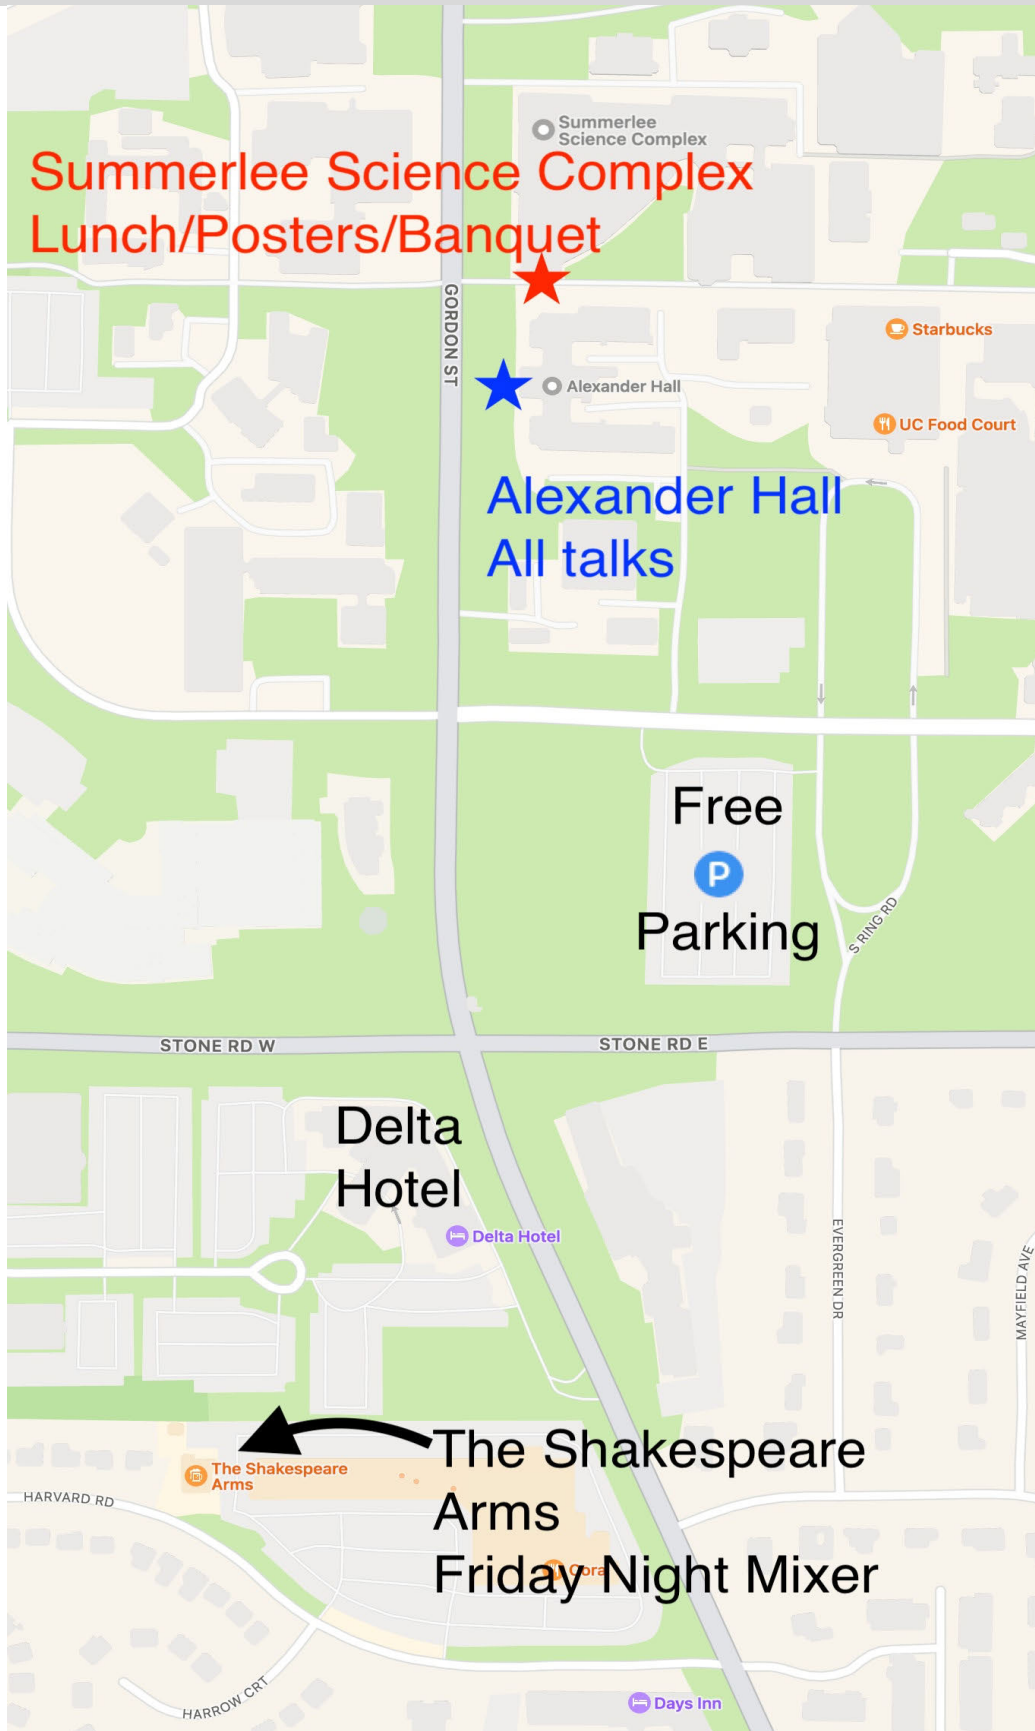 Summerlee
Science Complex
Summerlee Science Complex
Lunch/Posters/Banquet
GORDON ST
Starbucks
Alexander Hall
UC Food Court
Alexander Hall
All talks
Free
P
Parking
S RING RD
STONE RD W
STONE RD E
Delta
Hotel
Delta Hotel
EVERGREEN DR
MAYFIELD AVE
The Shakespeare
Arms
Friday Night Mixer
The Shakespeare
Arms
HARVARD RD
Cora
HARROW CRT
Days Inn